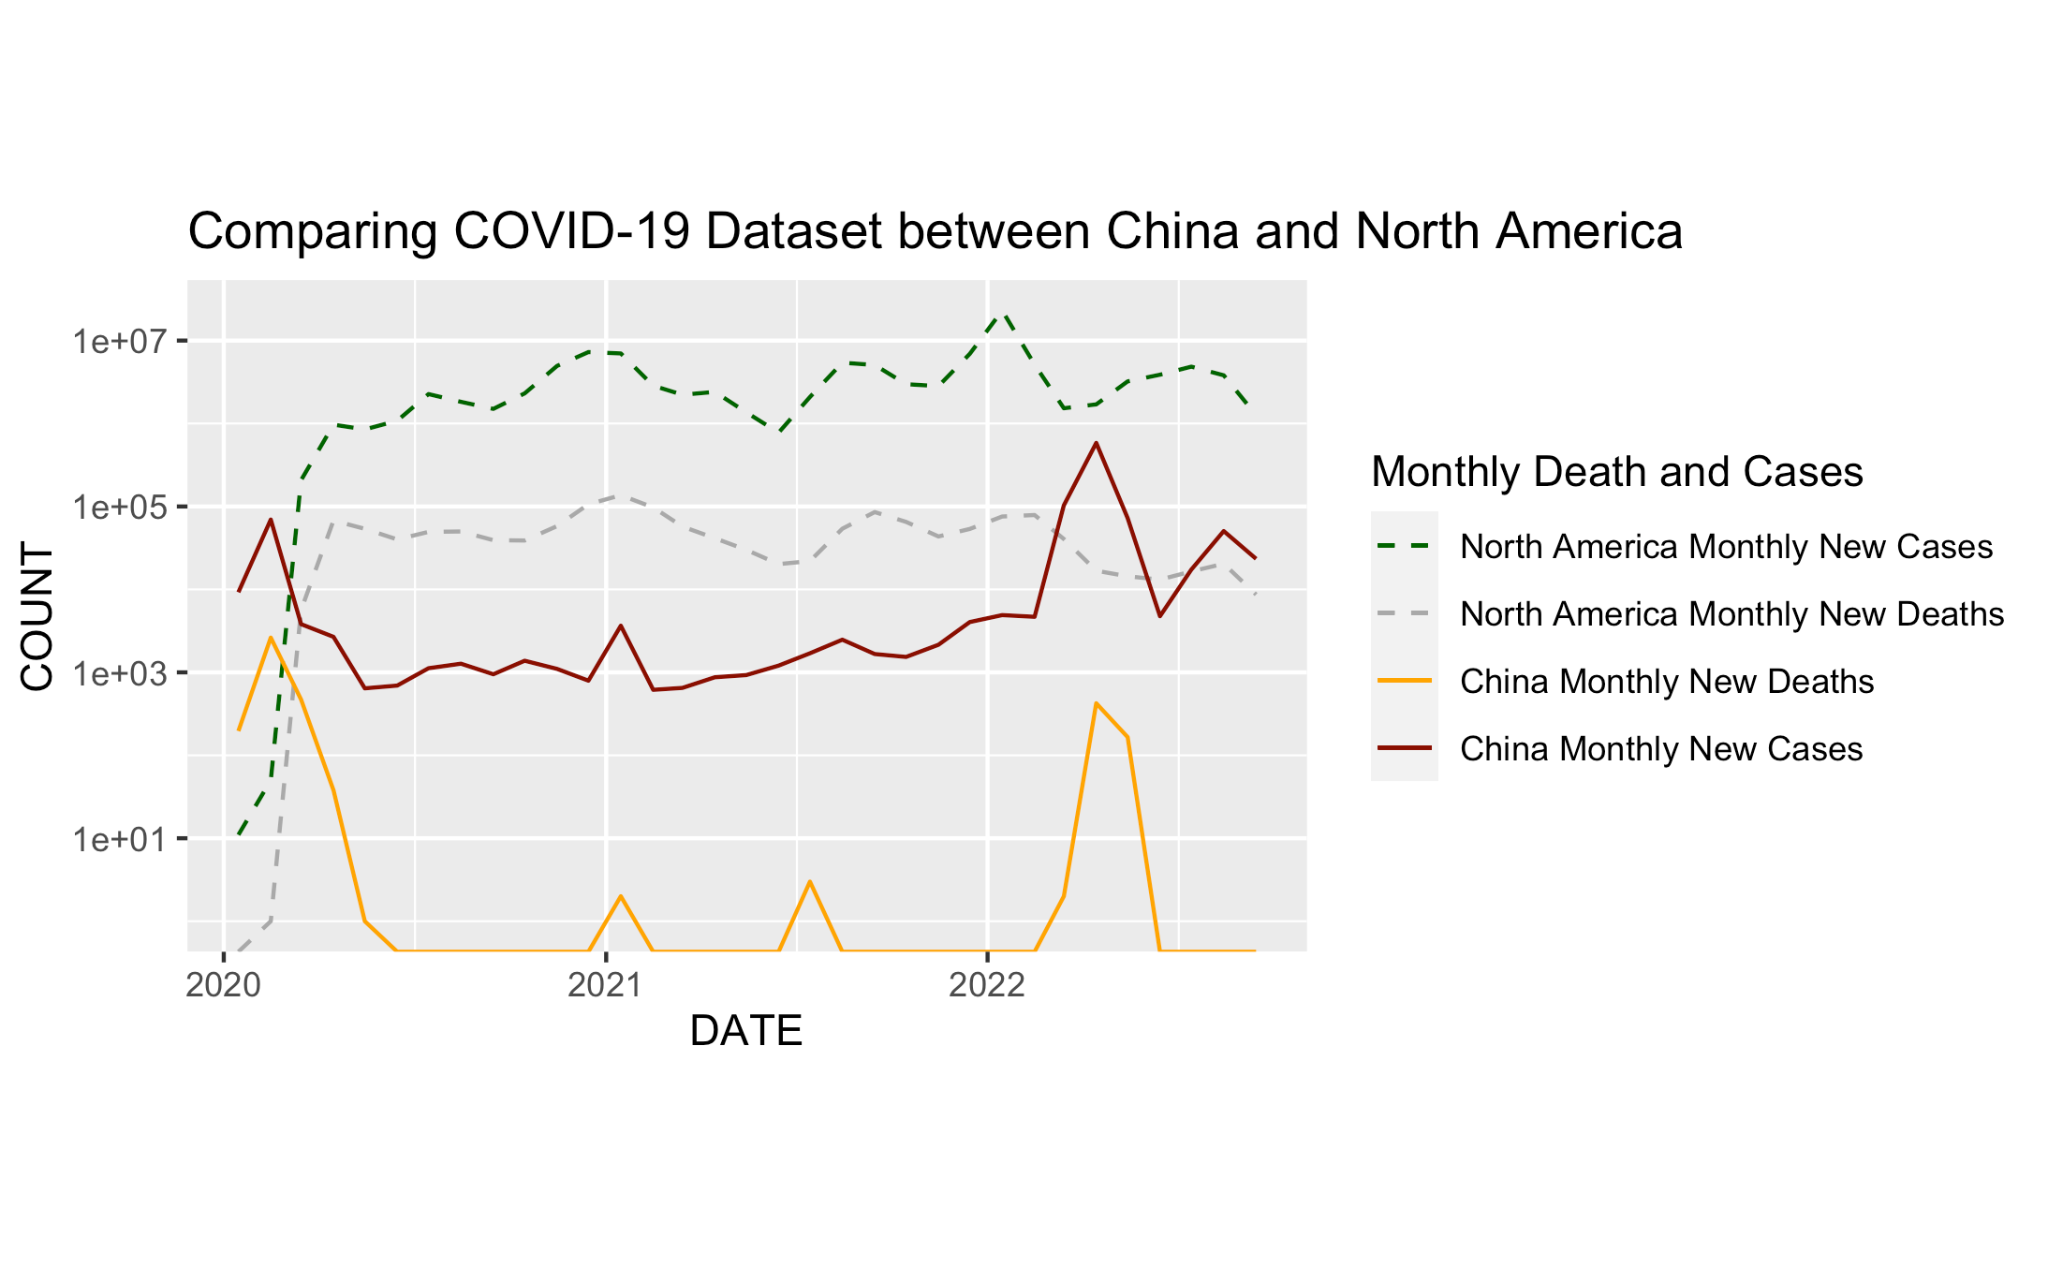 Comparing COVID-19 Dataset between China and North America
1e+07
1e+05
1e+03
1e+01
COUNT
2020
2021
2022
DATE
Monthly Death and Cases
North America Monthly New Cases
North America Monthly New Deaths
China Monthly New Deaths
China Monthly New Cases